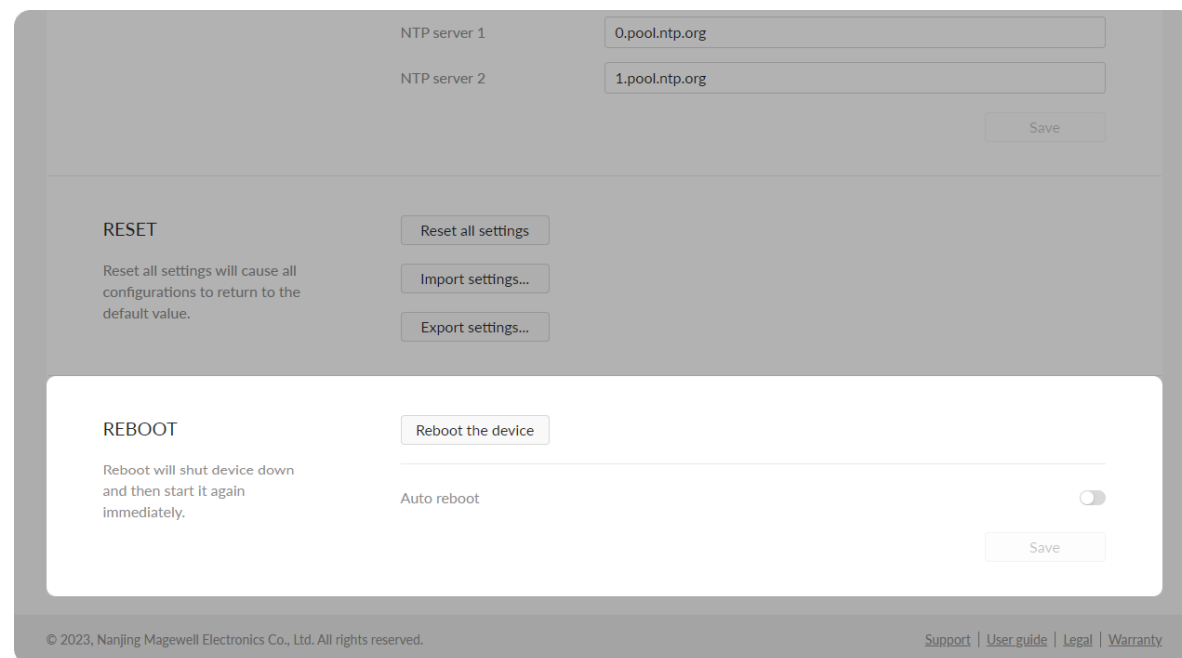 NTP server 1
0.pool.ntp.org
NTP server 2
1.pool.ntp.org
Save
RESET
Reset all settings will cause all
configurations to return to the
default value.
Reset all settings
Import settings...
Export settings...
REBOOT
Reboot will shut device down
and then start it again
immediately.
Reboot the device
Auto reboot
Save
© 2023, Nanjing Magewell Electronics Co., Ltd. All rights reserved.
Support | User guide | Legal | Warranty